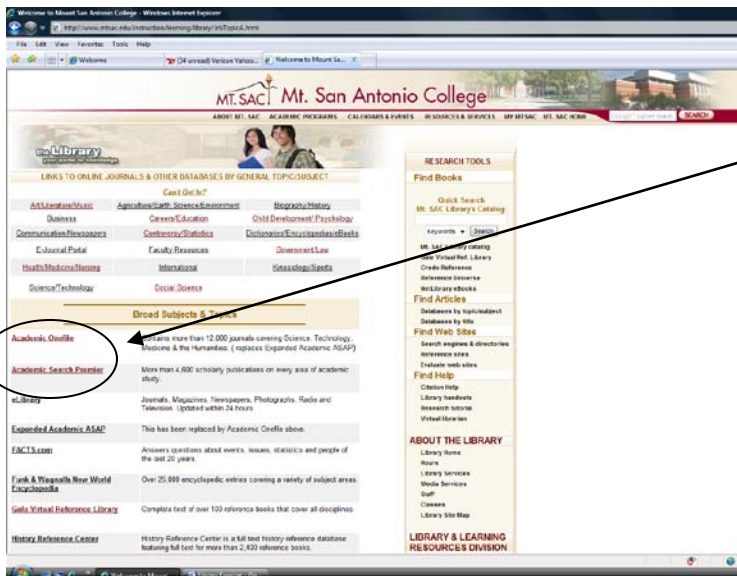 Welcome to Mount San Antonio College - Windows Internet Explorer
File Edit View Favorites Tools Help
Welcome
(24 unread) Verizon Yahoo...
Welcome to Mount Sa...
MT. SAC Mt. San Antonio College
ABOUT MT. SAC ACADEMIC PROGRAMS CALENDARS & EVENTS RESOURCES & SERVICES MY MT.SAC MT. SAC HOME
SEARCH
the Library
LINKS TO ONLINE JOURNALS & OTHER DATABASES BY GENERAL TOPIC/SUBJECT
Can't Get In?
Art/Literature/Music Agriculture/Earth Science/Environment Biography/History
Business Careers/Education Child Development/ Psychology
Communication/Newspapers Controversy/Statistics Dictionaries/Encyclopedias/eBooks
E-Journal Portal Faculty Resources Government/Law
Health/Medicine/Nursing International Kinesiology/Sports
Science/Technology Social Science
Broad Subjects & Topics
Academic Onefile
Contains more than 12,000 journals covering Science, Technology,
Medicine & the Humanities. ( replaces Expanded Academic ASAP)
Academic Search Premier
More than 4,600 scholarly publications on every area of academic
study.
eLibrary
Journals, Magazines, Newspapers, Photographs, Radio and
Television. Updated within 24 hours
Expanded Academic ASAP
This has been replaced by Academic Onefile above.
FACTS.com
Answers questions about events, issues, statistics and people of
the last 20 years.
Funk & Wagnalls New World
Encyclopedia
Over 25,000 encyclopedic entries covering a variety of subject areas
Gale Virtual Reference Library
Complete text of over 100 reference books that cover all disciplines
History Reference Center
History Reference Center is a full text history reference database
featuring full text for more than 2,400 reference books,
RESEARCH TOOLS
Find Books
Quick Search
Mt. SAC Library's Catalog:
Keywords Search
Mt. SAC Library catalog
Gale Virtual Ref. Library
Credo Reference
Reference Universe
NetLibrary eBooks
Find Articles
Databases by topic/subject
Databases by title
Find Web Sites
Search engines & directories
Reference sites
Evaluate web sites
Find Help
Citation Help
Library handouts
Research tutorial
Virtual librarian
ABOUT THE LIBRARY
Library Home
Hours
Library Services
Media Services
Staff
Classes
Library Site Map
LIBRARY & LEARNING
RESOURCES DIVISION